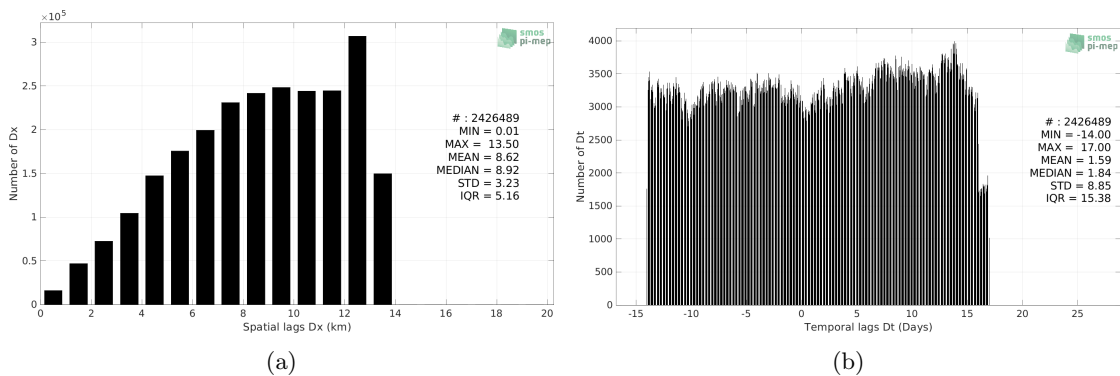 ×10⁵
3
2.5
2
1.5
1
0.5
0
Number of Dx
0 2 4 6 8 10 12 14 16 18 20
Spatial lags Dx (km)
smos
pi-mep
# : 2426489
MIN = 0.01
MAX = 13.50
MEAN = 8.62
MEDIAN = 8.92
STD = 3.23
IQR = 5.16
(a)
4000
3500
3000
2500
2000
1500
1000
500
0
Number of Dt
-15 -10 -5 0 5 10 15 20 25
Temporal lags Dt (Days)
smos
pi-mep
# : 2426489
MIN = -14.00
MAX = 17.00
MEAN = 1.59
MEDIAN = 1.84
STD = 8.85
IQR = 15.38
(b)